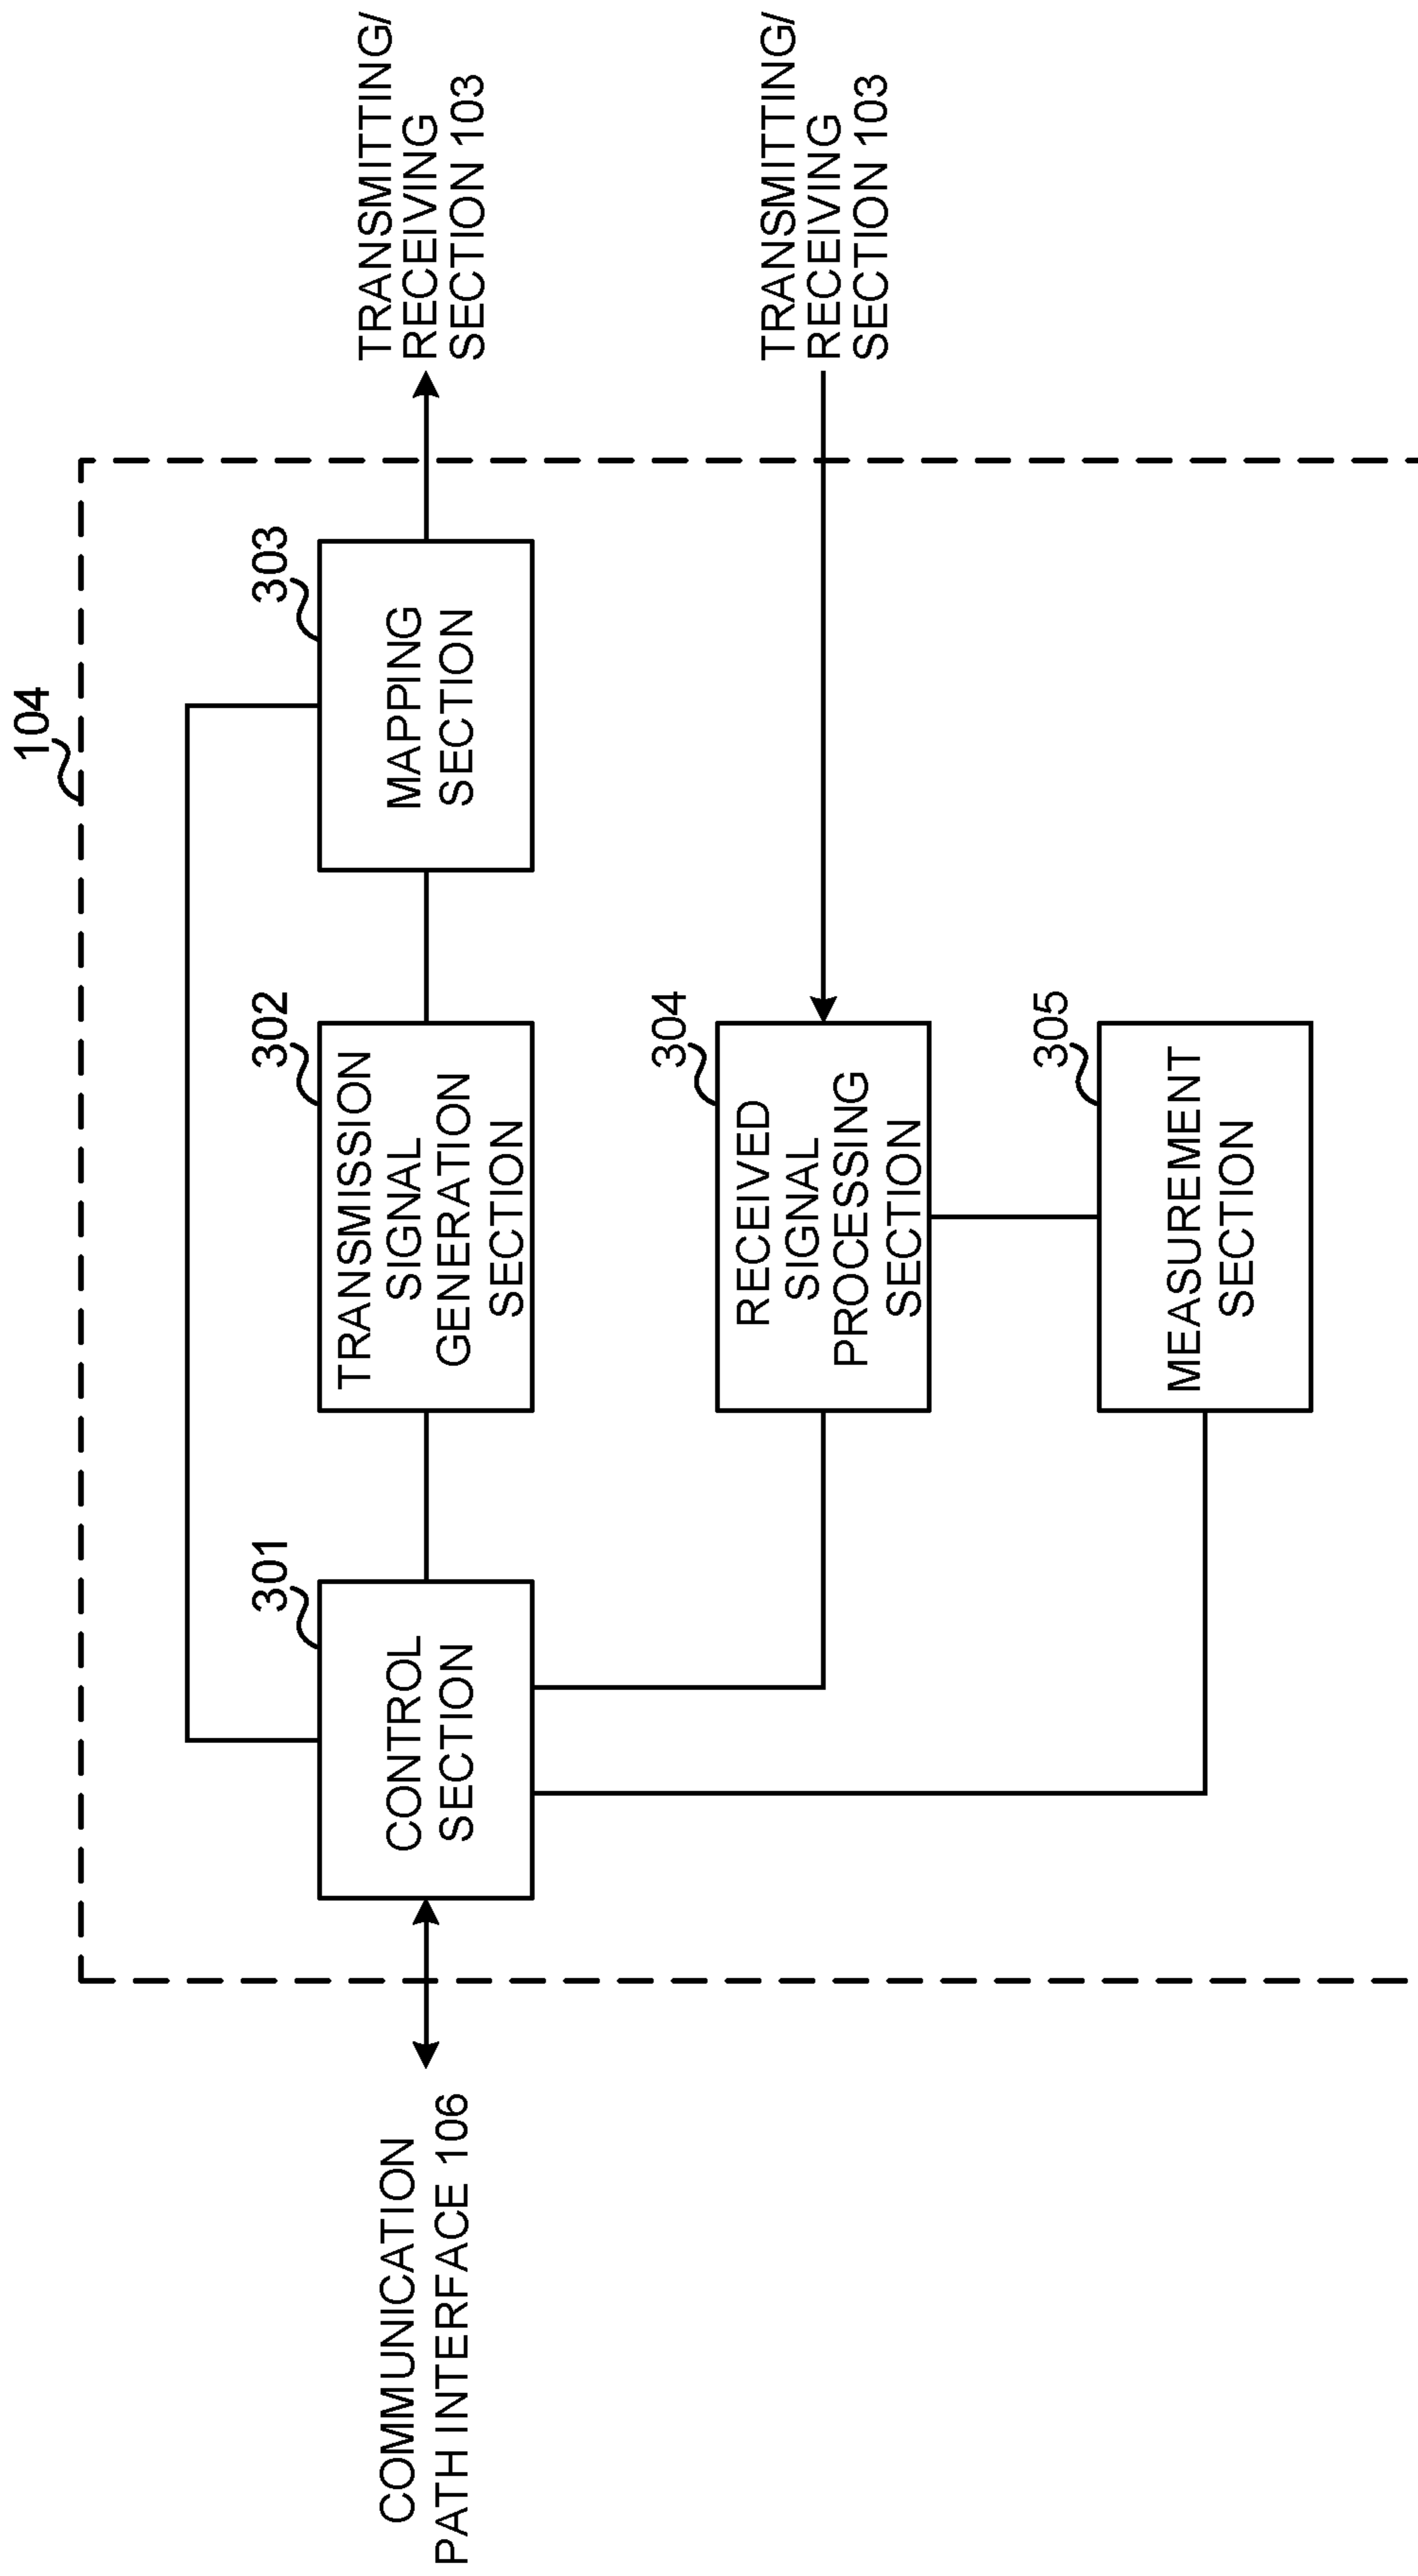 104
COMMUNICATION
PATH INTERFACE 106
301
CONTROL
SECTION
302
TRANSMISSION
SIGNAL
GENERATION
SECTION
303
MAPPING
SECTION
TRANSMITTING/
RECEIVING
SECTION 103
304
RECEIVED
SIGNAL
PROCESSING
SECTION
TRANSMITTING/
RECEIVING
SECTION 103
305
MEASUREMENT
SECTION